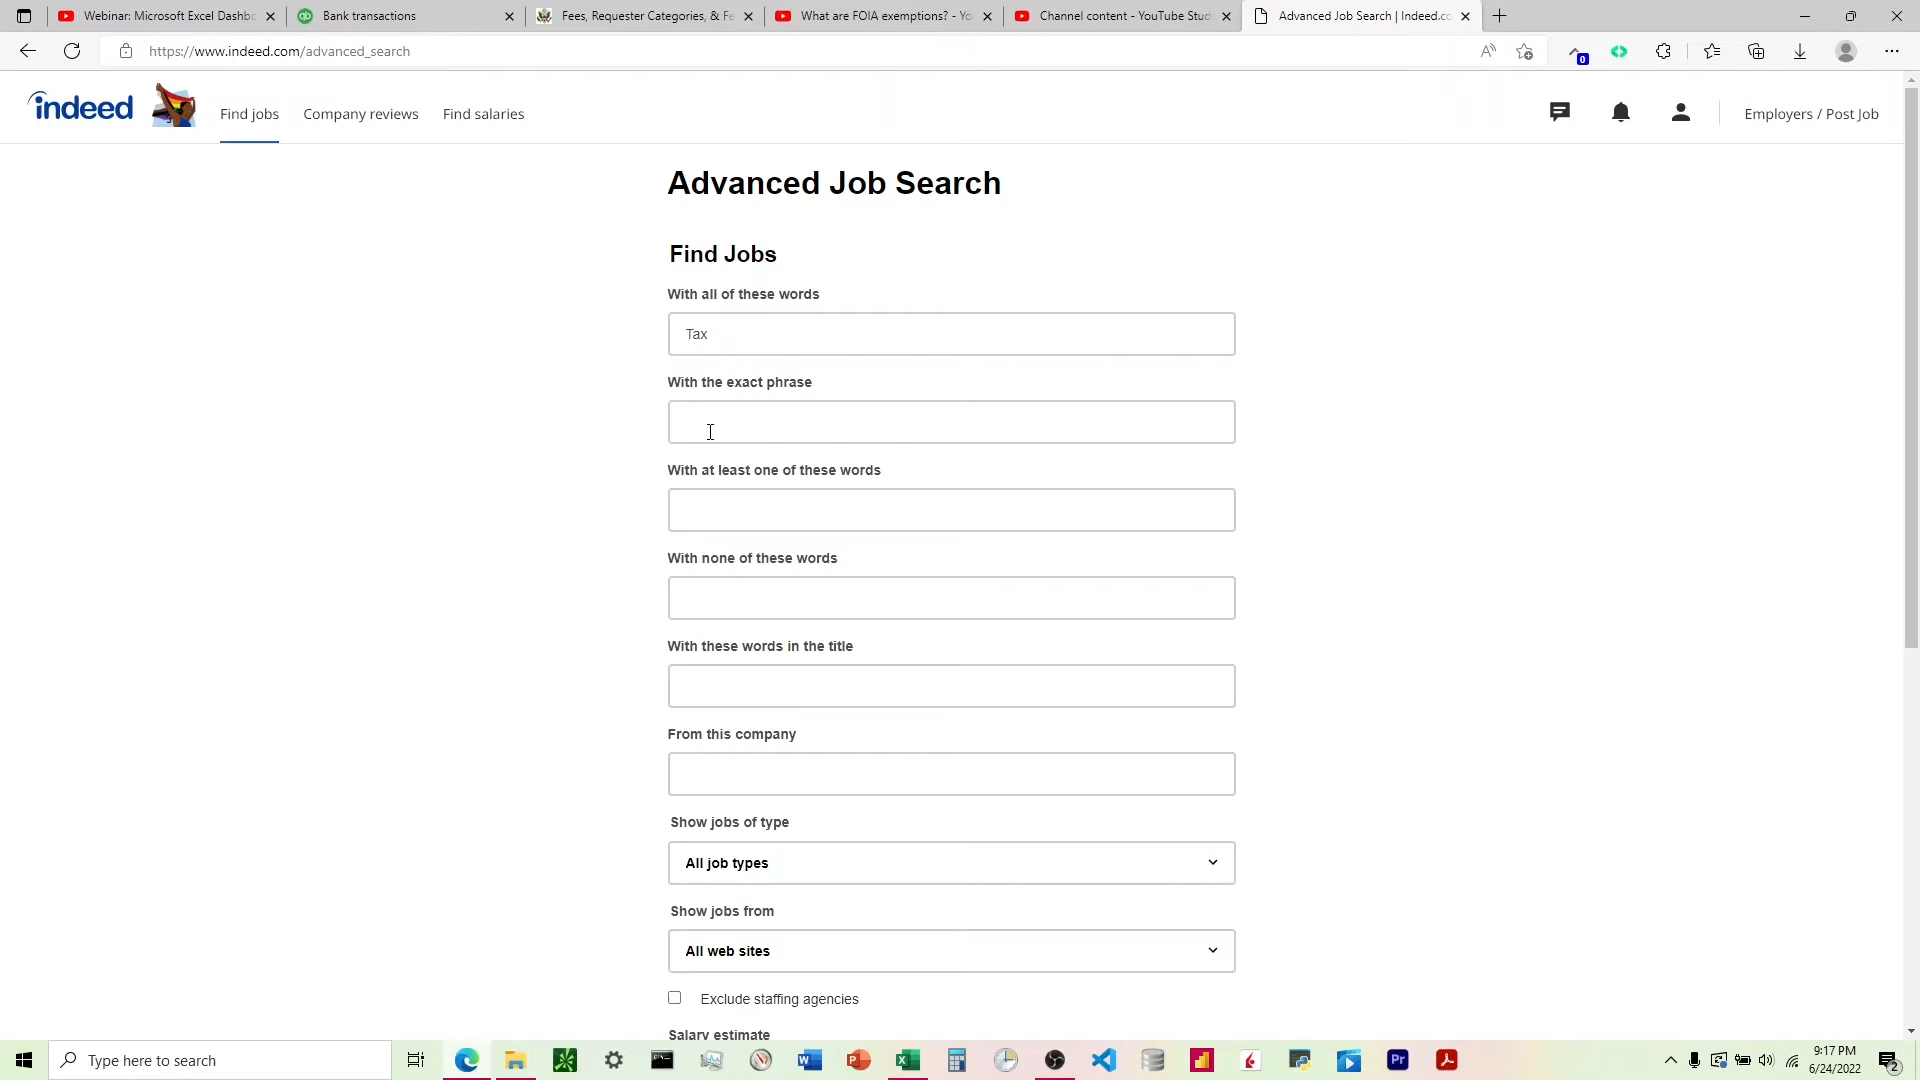 Webinar: Microsoft Excel Dashbo
Bank transactions
Fees, Requester Categories, & Fe
What are FOIA exemptions? - Yo
Channel content - YouTube Stud
Advanced Job Search | Indeed.co
https://www.indeed.com/advanced_search
0
indeed
Find jobs
Company reviews
Find salaries
Employers / Post Job
Advanced Job Search
Find Jobs
With all of these words
Tax
With the exact phrase
With at least one of these words
With none of these words
With these words in the title
From this company
Show jobs of type
All job types
Show jobs from
All web sites
Exclude staffing agencies
Salary estimate
Type here to search
9:17 PM
6/24/2022
2